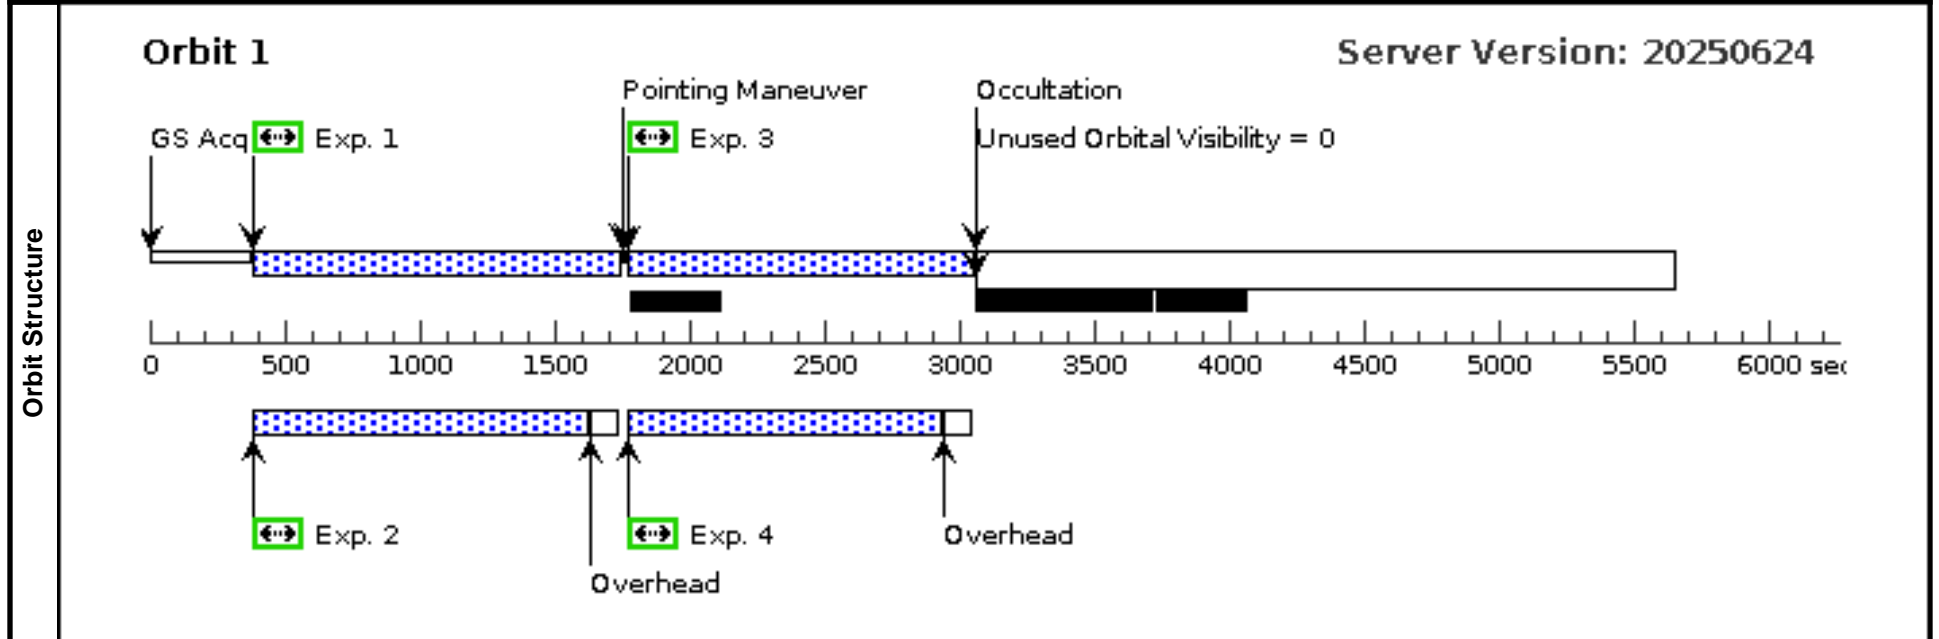 Orbit Structure
Orbit 1
Server Version: 20250624
Pointing Maneuver
Occultation
GS Acq
Exp. 1
Exp. 3
Unused Orbital Visibility = 0
0 500 1000 1500 2000 2500 3000 3500 4000 4500 5000 5500 6000 sec
Exp. 2
Exp. 4
Overhead
Overhead